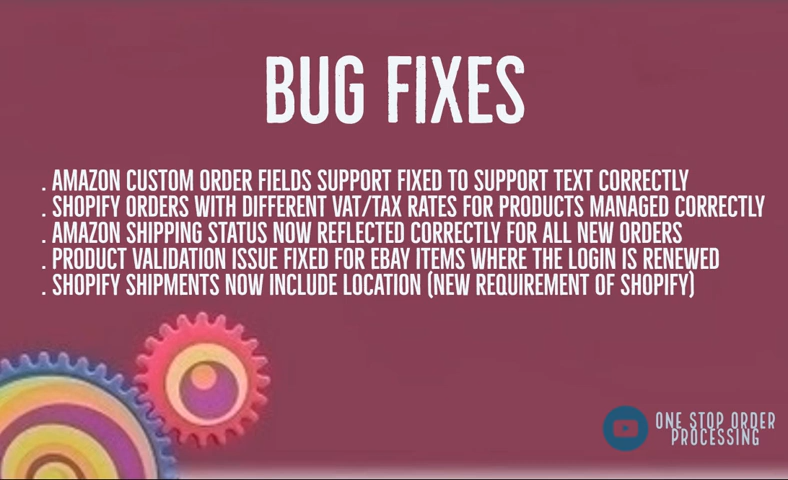 BUG FIXES
. AMAZON CUSTOM ORDER FIELDS SUPPORT FIXED TO SUPPORT TEXT CORRECTLY
. SHOPIFY ORDERS WITH DIFFERENT VAT/TAX RATES FOR PRODUCTS MANAGED CORRECTLY
. AMAZON SHIPPING STATUS NOW REFLECTED CORRECTLY FOR ALL NEW ORDERS
. PRODUCT VALIDATION ISSUE FIXED FOR EBAY ITEMS WHERE THE LOGIN IS RENEWED
. SHOPIFY SHIPMENTS NOW INCLUDE LOCATION (NEW REQUIREMENT OF SHOPIFY)
ONE STOP ORDER
PROCESSING